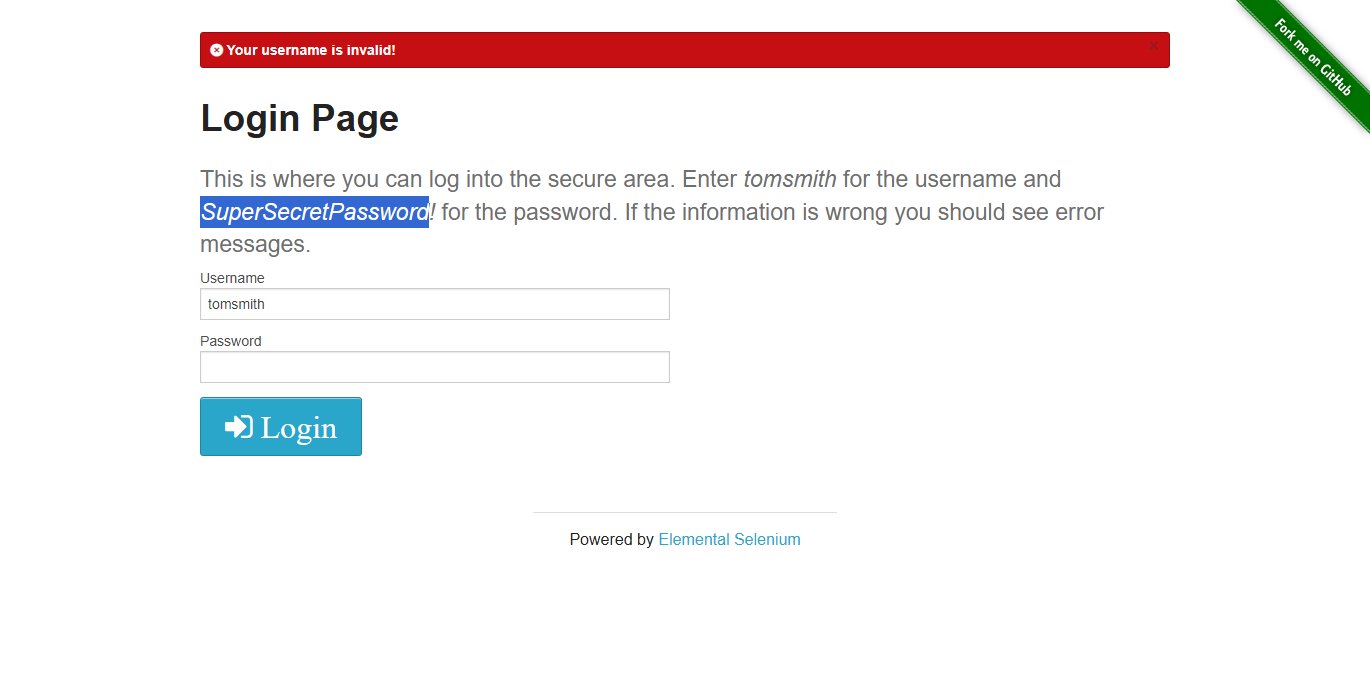 Your username is invalid! ×
Fork me on GitHub
Login Page
This is where you can log into the secure area. Enter tomsmith for the username and
SuperSecretPassword! for the password. If the information is wrong you should see error
messages.
Username
tomsmith
Password
Login
Powered by Elemental Selenium